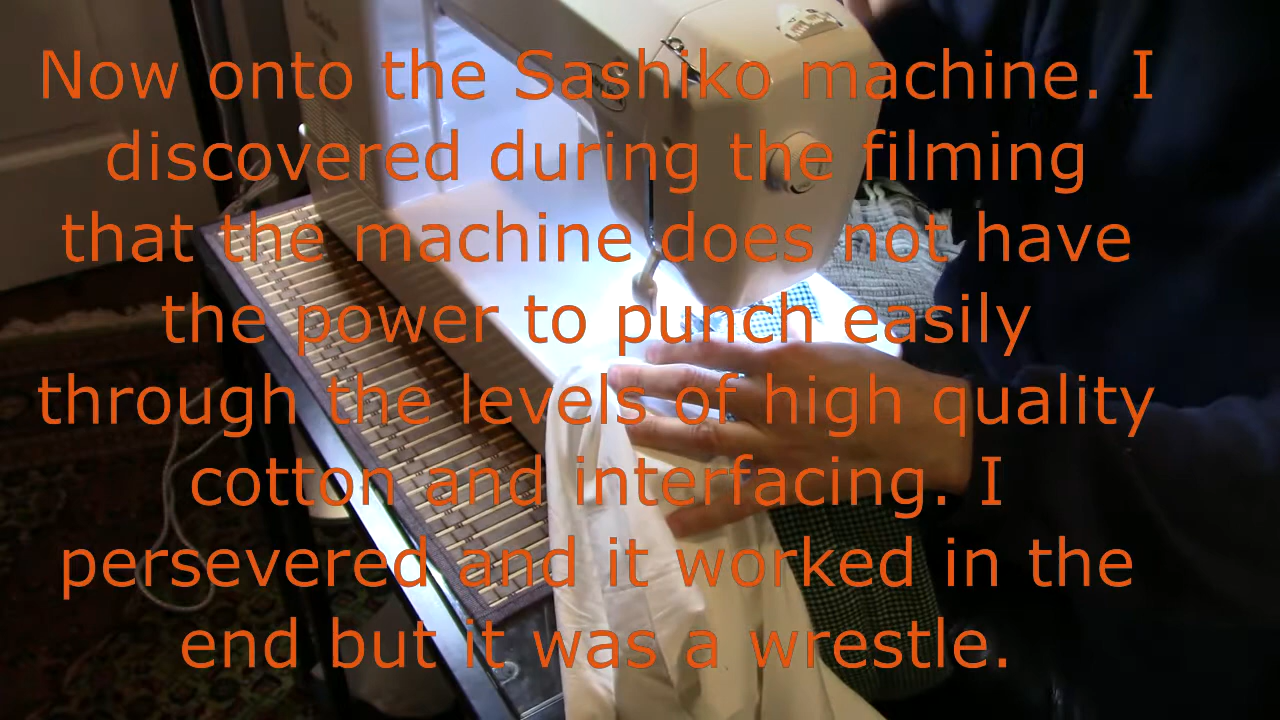 Now onto the Sashiko machine. I
discovered during the filming
that the machine does not have
the power to punch easily
through the levels of high quality
cotton and interfacing. I
persevered and it worked in the
end but it was a wrestle.